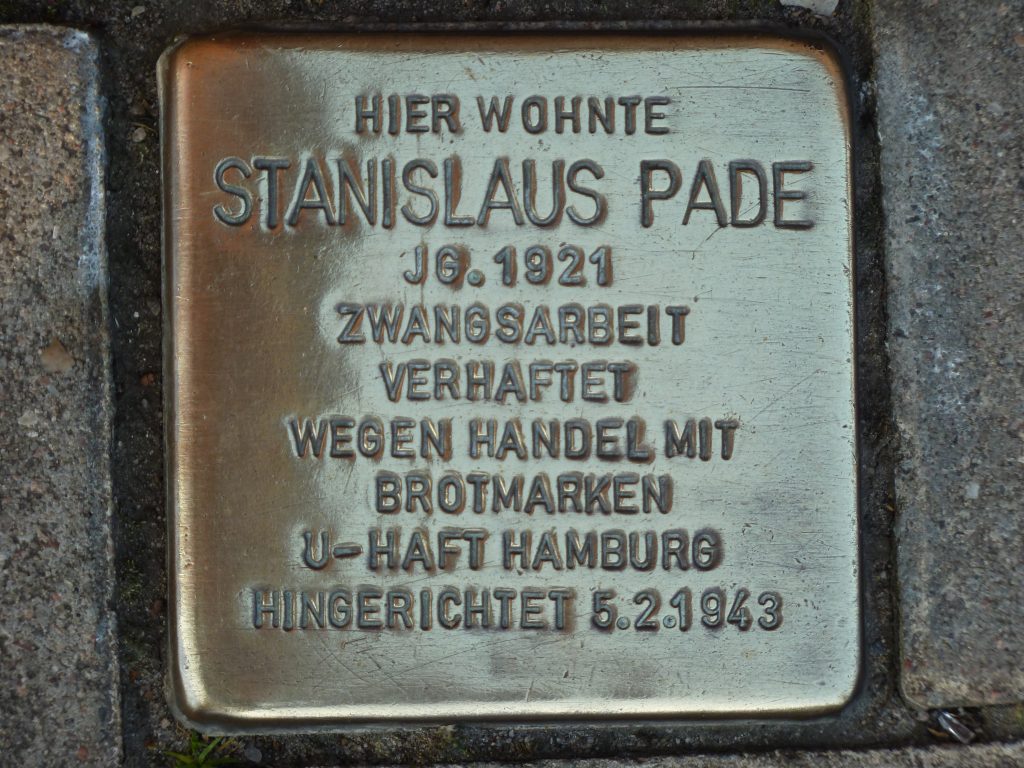 HIER WOHNTE
STANISLAUS PADE
JG. 1921
ZWANGSARBEIT
VERHAFTET
WEGEN HANDEL MIT
BROTMARKEN
U-HAFT HAMBURG
HINGERICHTET 5.2.1943